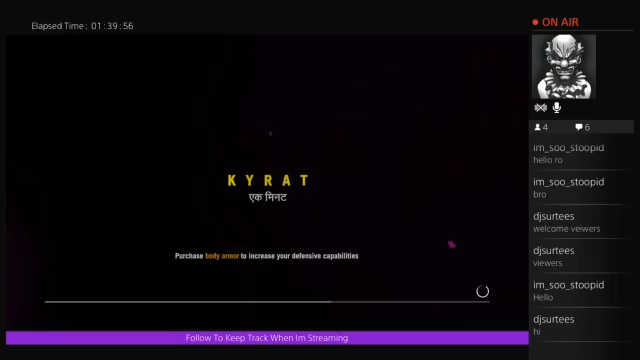 Elapsed Time : 01:39:56
ON AIR
4
6
KYRAT
एक मिनट
Purchase body armor to increase your defensive capabilities
im_soo_stoopid
hello ro
im_soo_stoopid
bro
djsurtees
welcome veiwers
djsurtees
viewers
im_soo_stoopid
Hello
djsurtees
hi
Follow To Keep Track When Im Streaming